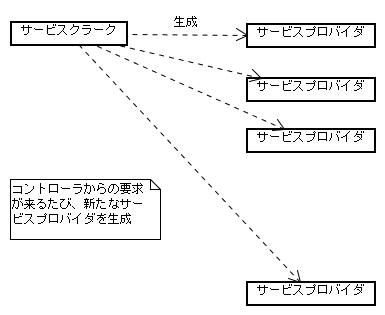 サービスクラーク
生成
サービスプロバイダ
サービスプロバイダ
サービスプロバイダ
コントローラからの要求
が来るたび、新たなサー
ビスプロバイダを生成
サービスプロバイダ